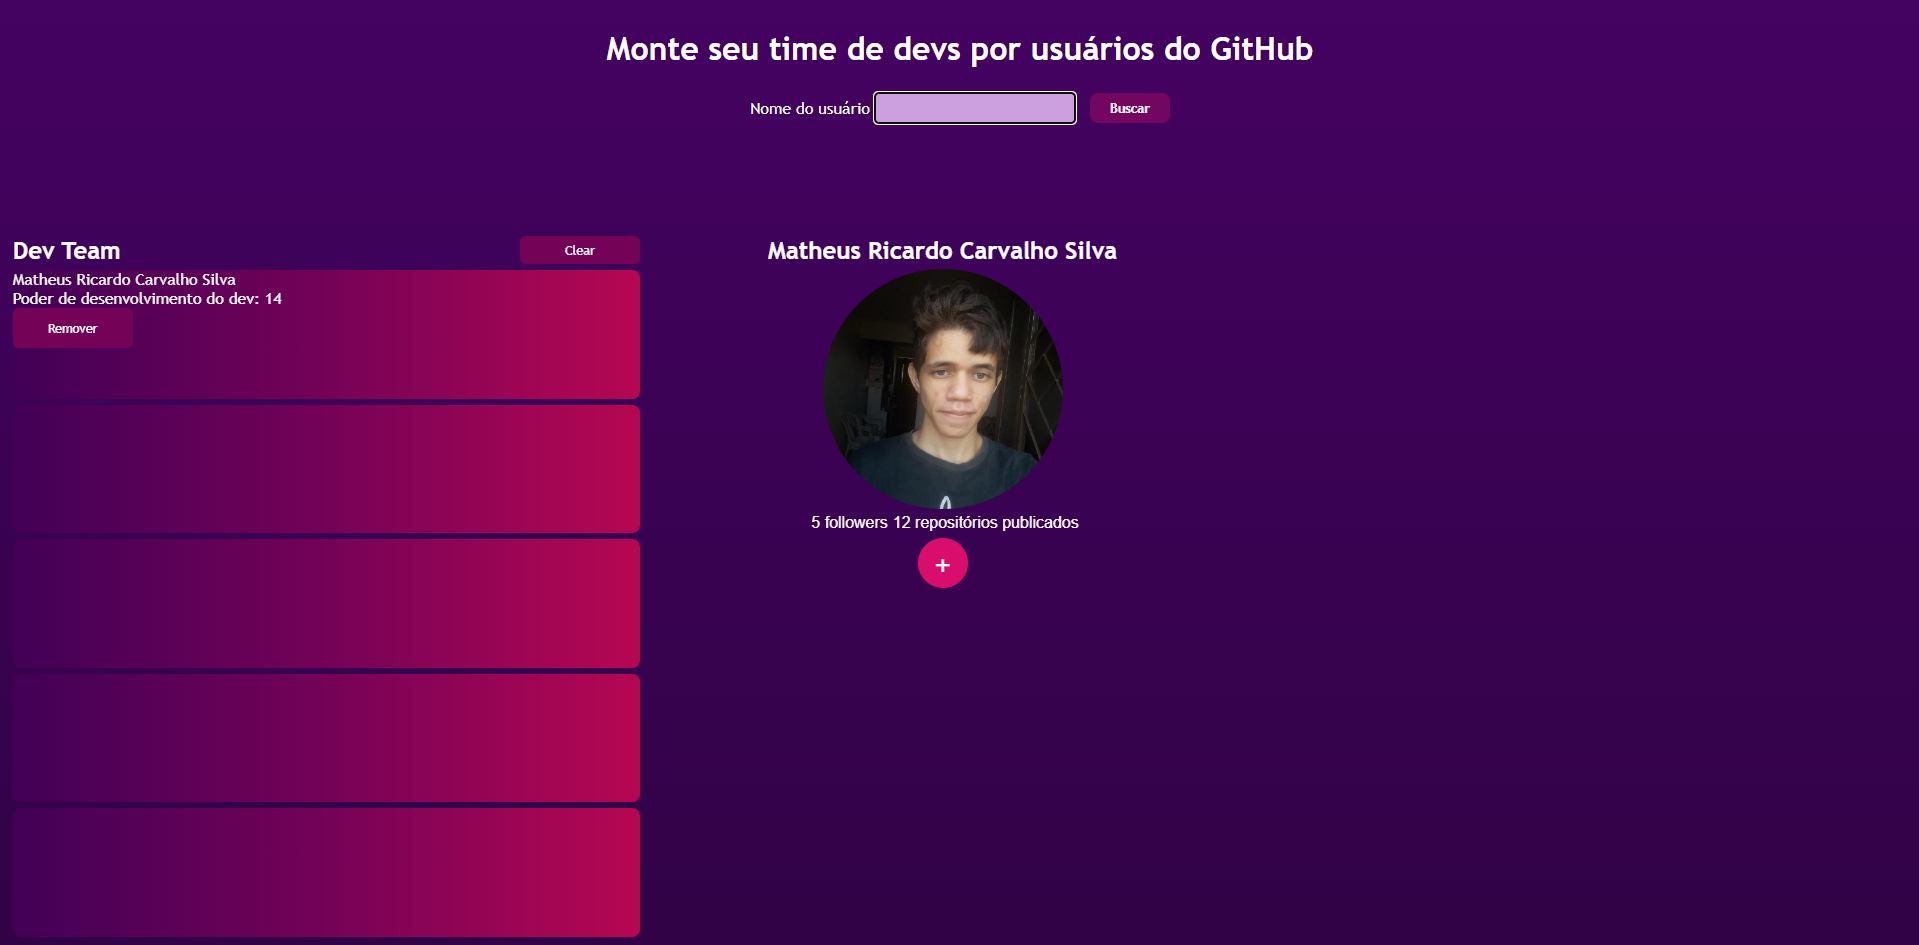 Monte seu time de devs por usuários do GitHub
Nome do usuário
Buscar
Dev Team
Clear
Matheus Ricardo Carvalho Silva
Poder de desenvolvimento do dev: 14
Remover
Matheus Ricardo Carvalho Silva
5 followers 12 repositórios publicados
+